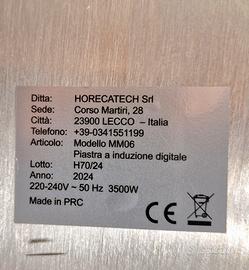 Ditta: HORECATECH Srl
Sede: Corso Martiri, 28
Città: 23900 LECCO – Italia
Telefono: +39-0341551199
Articolo: Modello MM06
Piastra a induzione digitale
Lotto: H70/24
Anno: 2024
220-240V ~ 50 Hz 3500W
Made in PRC
CE